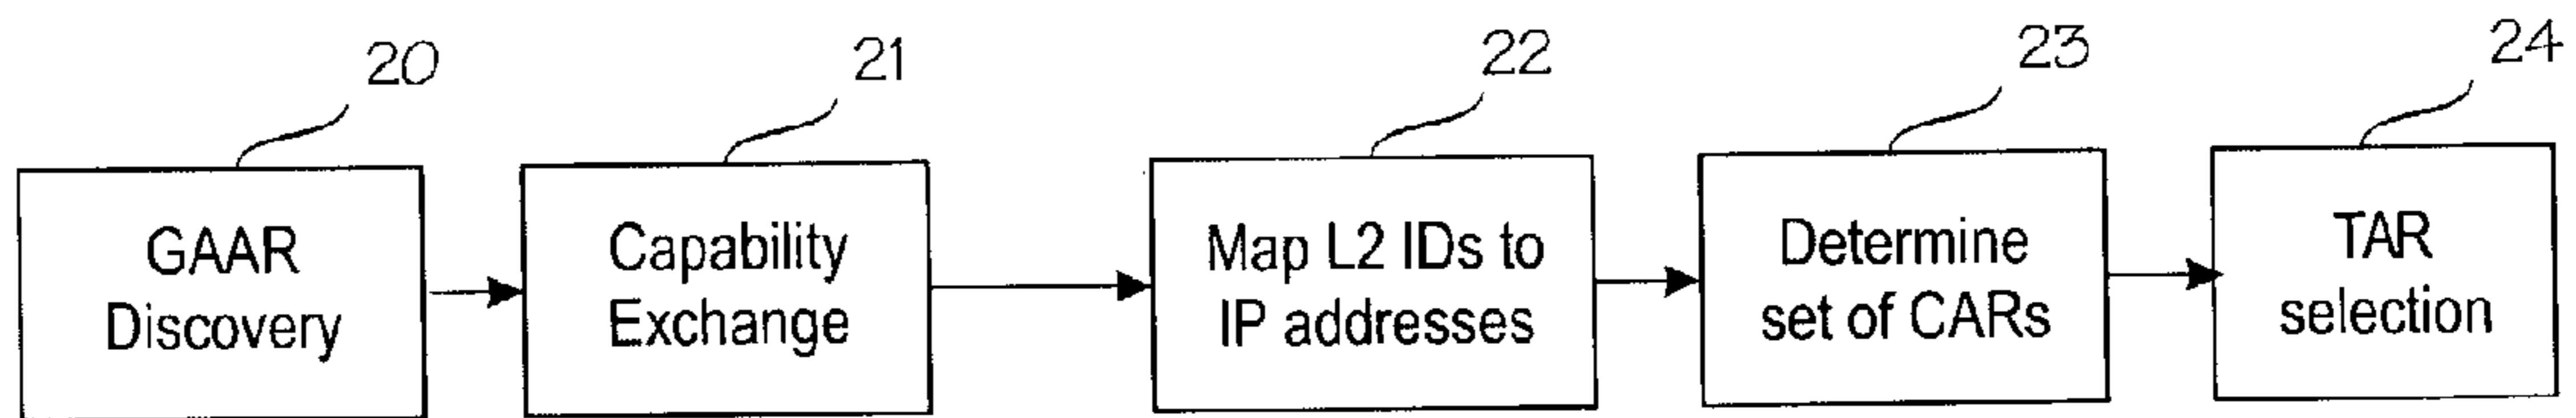 20
21
22
23
24
GAAR
Discovery
Capability
Exchange
Map L2 IDs to
IP addresses
Determine
set of CARs
TAR
selection